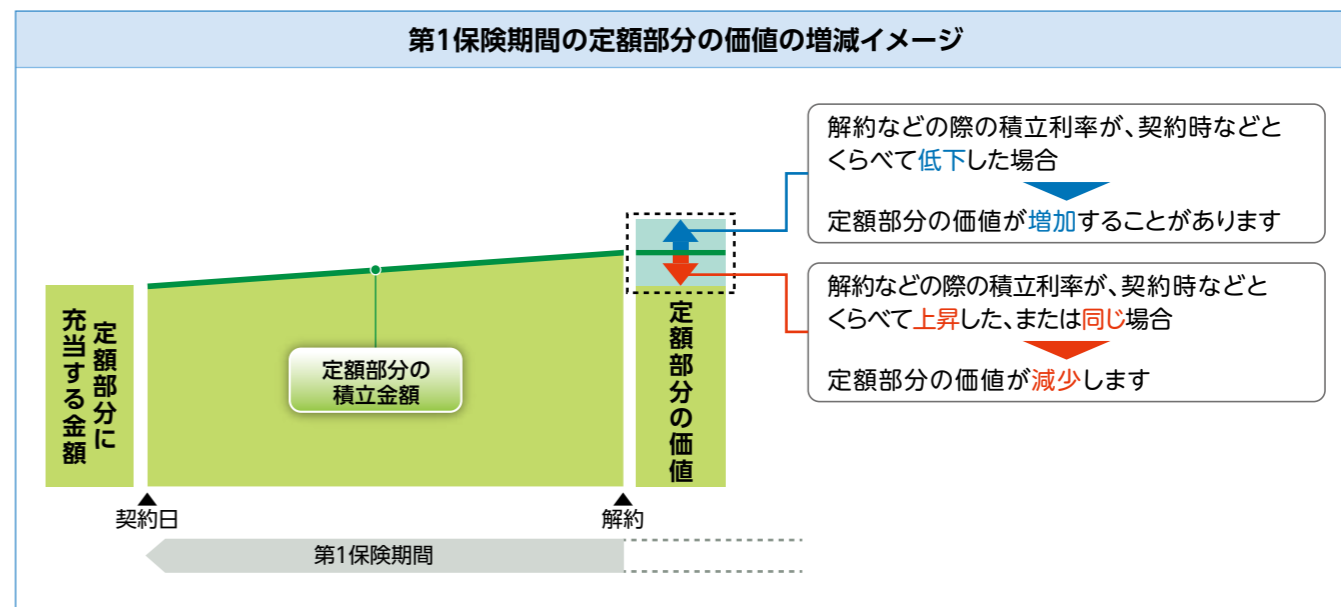 第1保険期間の定額部分の価値の増減イメージ
解約などの際の積立利率が、契約時などと
くらべて低下した場合
定額部分の価値が増加することがあります
解約などの際の積立利率が、契約時などと
くらべて上昇した、または同じ場合
定額部分の価値が減少します
定額部分に
充当する金額
定額部分の
積立金額
定額部分の価値
契約日
解約
第1保険期間